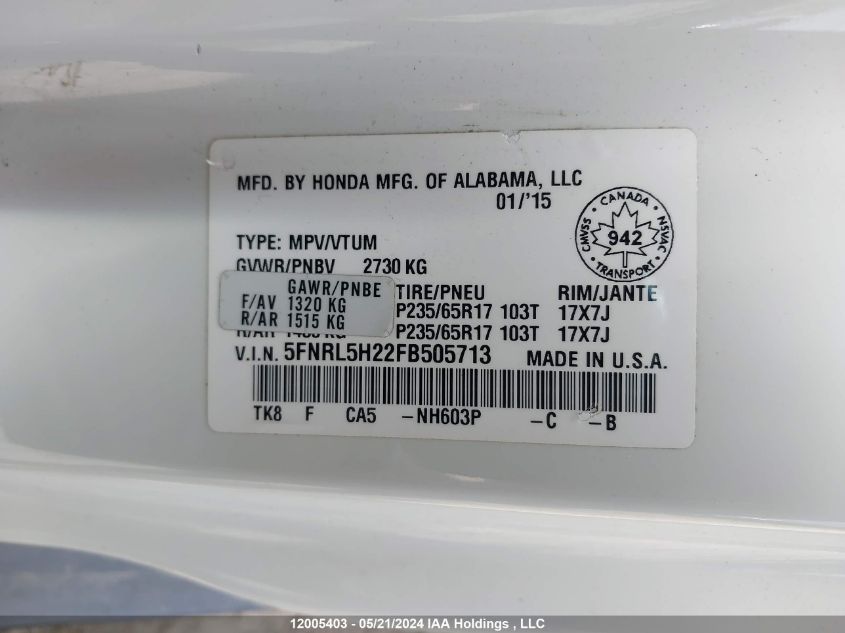 MFD. BY HONDA MFG. OF ALABAMA, LLC
01/'15
CANADA
CMVSS 942 NSVAC
TRANSPORT
TYPE: MPV/VTUM
GVWR/PNBV 2730 KG
GAWR/PNBE TIRE/PNEU RIM/JANTE
F/AV 1320 KG P235/65R17 103T 17X7J
R/AR 1515 KG P235/65R17 103T 17X7J
R/AR KG
V.I.N. 5FNRL5H22FB505713 MADE IN U.S.A.
TK8 F CA5 -NH603P -C -B
12005403 - 05/21/2024 IAA Holdings , LLC